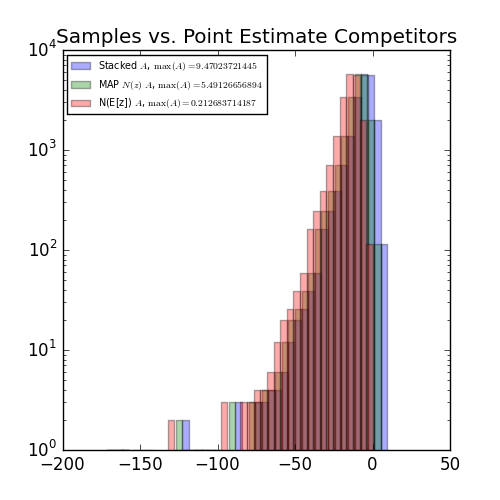 Samples vs. Point Estimate Competitors
Stacked A, max(A)=9.47023721445
MAP N(z) A, max(A)=5.49126656894
N(E[z]) A, max(A)=0.212683714187
10^4
10^3
10^2
10^1
10^0
−200 −150 −100 −50 0 50